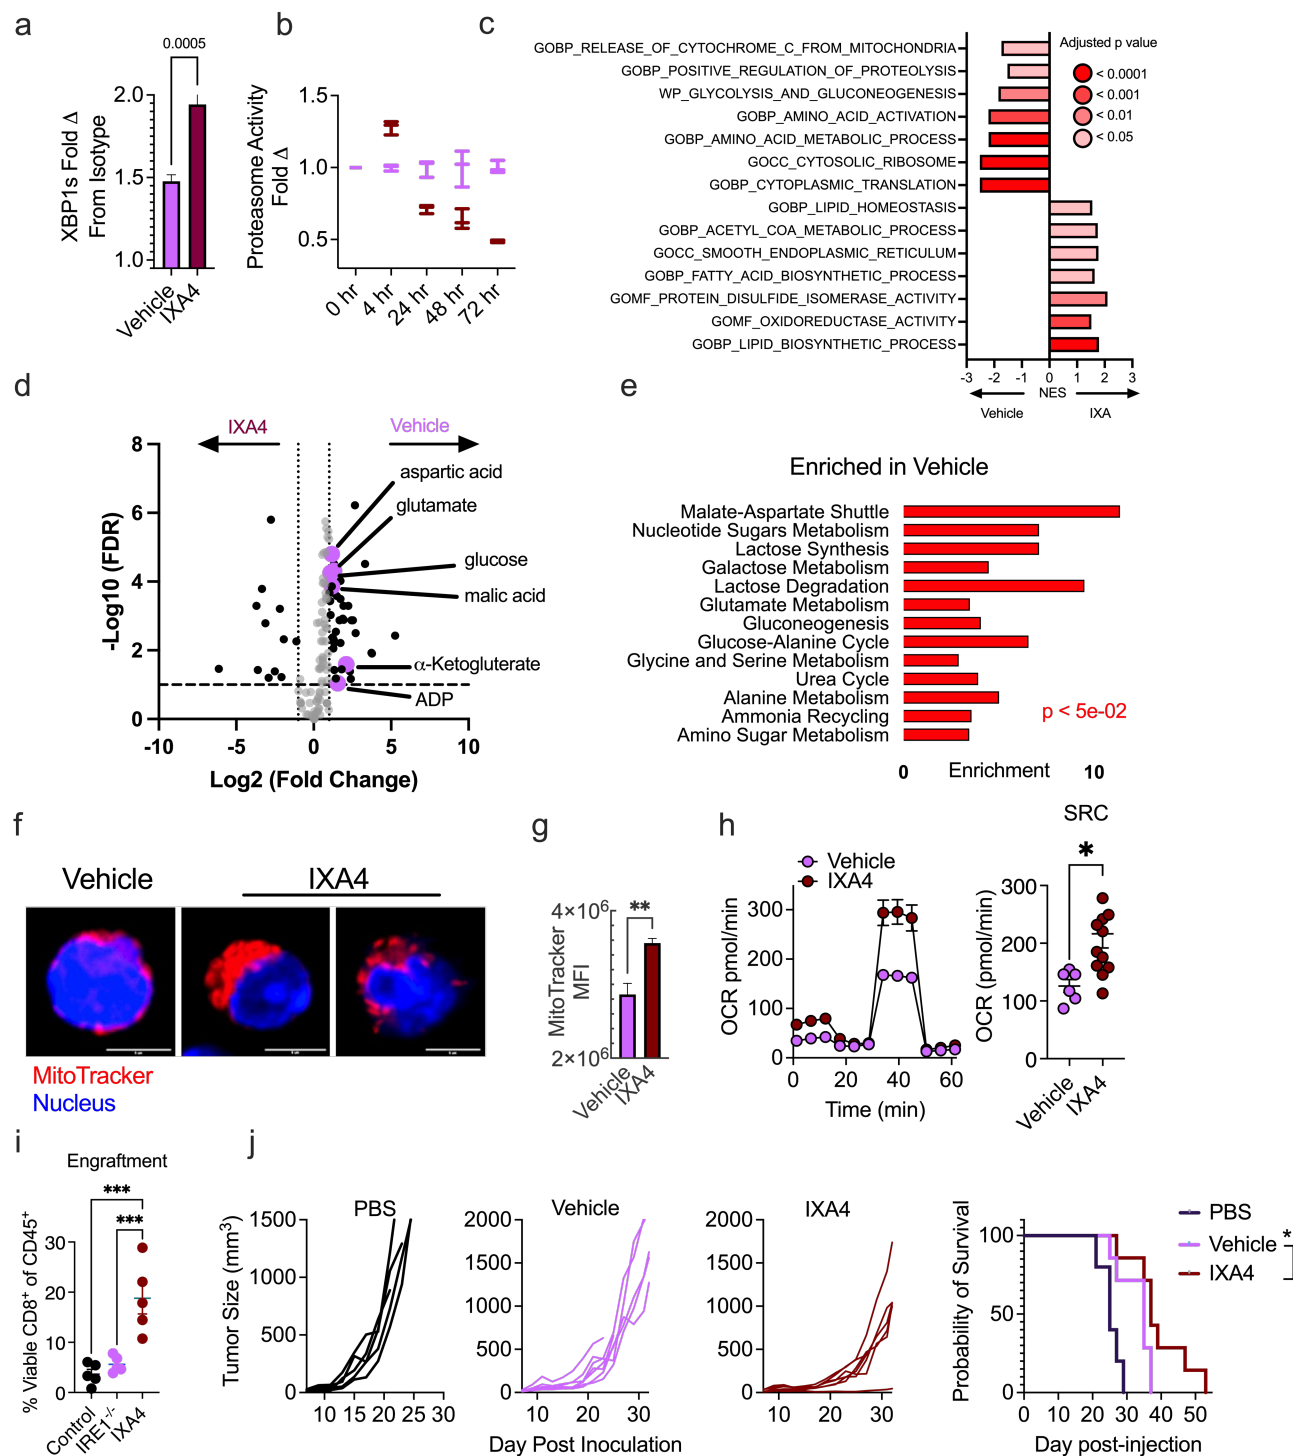 a
0.0005
XBP1s Fold Δ
From Isotype
2.0
1.5
1.0
Vehicle
IXA4
b
Proteasome Activity
Fold Δ
1.5
1.0
0.5
0 hr
4 hr
24 hr
48 hr
72 hr
c
GOBP_RELEASE_OF_CYTOCHROME_C_FROM_MITOCHONDRIA
GOBP_POSITIVE_REGULATION_OF_PROTEOLYSIS
WP_GLYCOLYSIS_AND_GLUCONEOGENESIS
GOBP_AMINO_ACID_ACTIVATION
GOBP_AMINO_ACID_METABOLIC_PROCESS
GOCC_CYTOSOLIC_RIBOSOME
GOBP_CYTOPLASMIC_TRANSLATION
GOBP_LIPID_HOMEOSTASIS
GOBP_ACETYL_COA_METABOLIC_PROCESS
GOCC_SMOOTH_ENDOPLASMIC_RETICULUM
GOBP_FATTY_ACID_BIOSYNTHETIC_PROCESS
GOMF_PROTEIN_DISULFIDE_ISOMERASE_ACTIVITY
GOMF_OXIDOREDUCTASE_ACTIVITY
GOBP_LIPID_BIOSYNTHETIC_PROCESS
Adjusted p value
< 0.0001
< 0.001
< 0.01
< 0.05
-3 -2 -1 0 1 2 3
NES
Vehicle
IXA
d
IXA4
Vehicle
-Log10 (FDR)
8
6
4
2
0
aspartic acid
glutamate
glucose
malic acid
α-Ketogluterate
ADP
-10 -5 0 5 10
Log2 (Fold Change)
e
Enriched in Vehicle
Malate-Aspartate Shuttle
Nucleotide Sugars Metabolism
Lactose Synthesis
Galactose Metabolism
Lactose Degradation
Glutamate Metabolism
Gluconeogenesis
Glucose-Alanine Cycle
Glycine and Serine Metabolism
Urea Cycle
Alanine Metabolism
Ammonia Recycling
Amino Sugar Metabolism
p < 5e-02
0 Enrichment 10
f
Vehicle
IXA4
MitoTracker
Nucleus
g
MitoTracker
MFI
4×10⁶
2×10⁶
**
Vehicle
IXA4
h
Vehicle
IXA4
OCR pmol/min
300
200
100
0
0 20 40 60
Time (min)
SRC
*
OCR (pmol/min)
300
200
100
0
Vehicle
IXA4
i
Engraftment
***
***
% Viable CD8⁺ of CD45⁺
30
20
10
0
Control
IRE1⁻/⁻
IXA4
j
PBS
Tumor Size (mm³)
1500
1000
500
0
10 15 20 25 30
Vehicle
2000
1500
1000
500
0
10 20 30
Day Post Inoculation
IXA4
2000
1500
1000
500
0
10 20 30
Probability of Survival
100
50
0
0 10 20 30 40 50
Day post-injection
PBS
Vehicle
IXA4
*